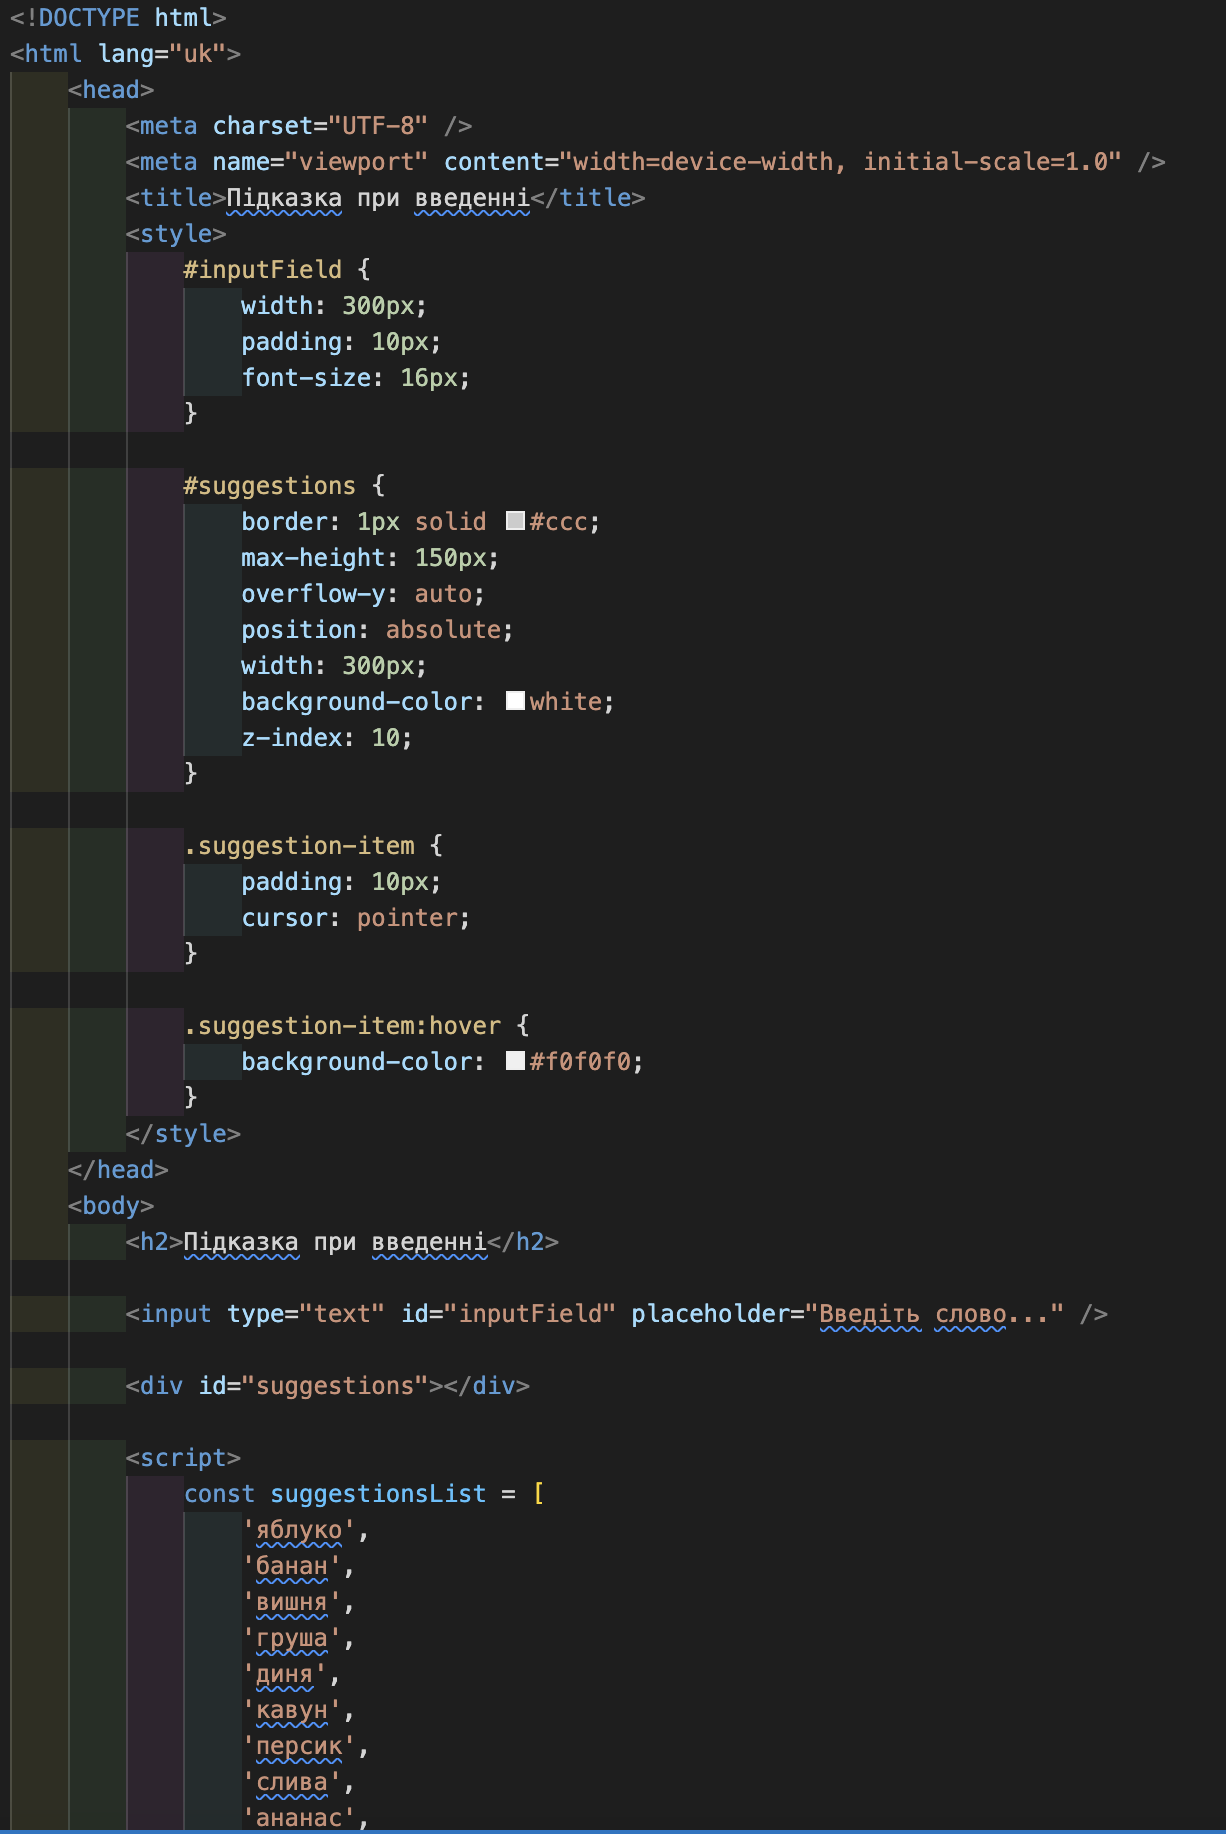 <!DOCTYPE html>
<html lang="uk">
<head>
<meta charset="UTF-8" />
<meta name="viewport" content="width=device-width, initial-scale=1.0" />
<title>Підказка при введенні</title>
<style>
#inputField {
width: 300px;
padding: 10px;
font-size: 16px;
}
#suggestions {
border: 1px solid #ccc;
max-height: 150px;
overflow-y: auto;
position: absolute;
width: 300px;
background-color: white;
z-index: 10;
}
.suggestion-item {
padding: 10px;
cursor: pointer;
}
.suggestion-item:hover {
background-color: #f0f0f0;
}
</style>
</head>
<body>
<h2>Підказка при введенні</h2>
<input type="text" id="inputField" placeholder="Введіть слово..." />
<div id="suggestions"></div>
<script>
const suggestionsList = [
'яблуко',
'банан',
'вишня',
'груша',
'диня',
'кавун',
'персик',
'слива',
'ананас',